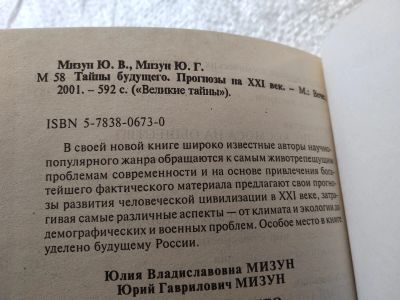 Мизун Ю. В., Мизун Ю. Г.
М 58 Тайны будущего. Прогнозы на XXI век. – М.: Вече,
2001. – 592 с. («Великие тайны»).
ISBN 5-7838-0673-0
В своей новой книге широко известные авторы научно-
популярного жанра обращаются к самым животрепещущим
проблемам современности и на основе привлечения бога-
тейшего фактического материала предлагают свои прогно-
зы развития человеческой цивилизации в XXI веке, затра-
гивая самые различные аспекты — от климата и экологии до
демографических и военных проблем. Особое место в книге
уделено будущему России.
Юлия Владиславовна МИЗУН
Юрий Гаврилович МИЗУН